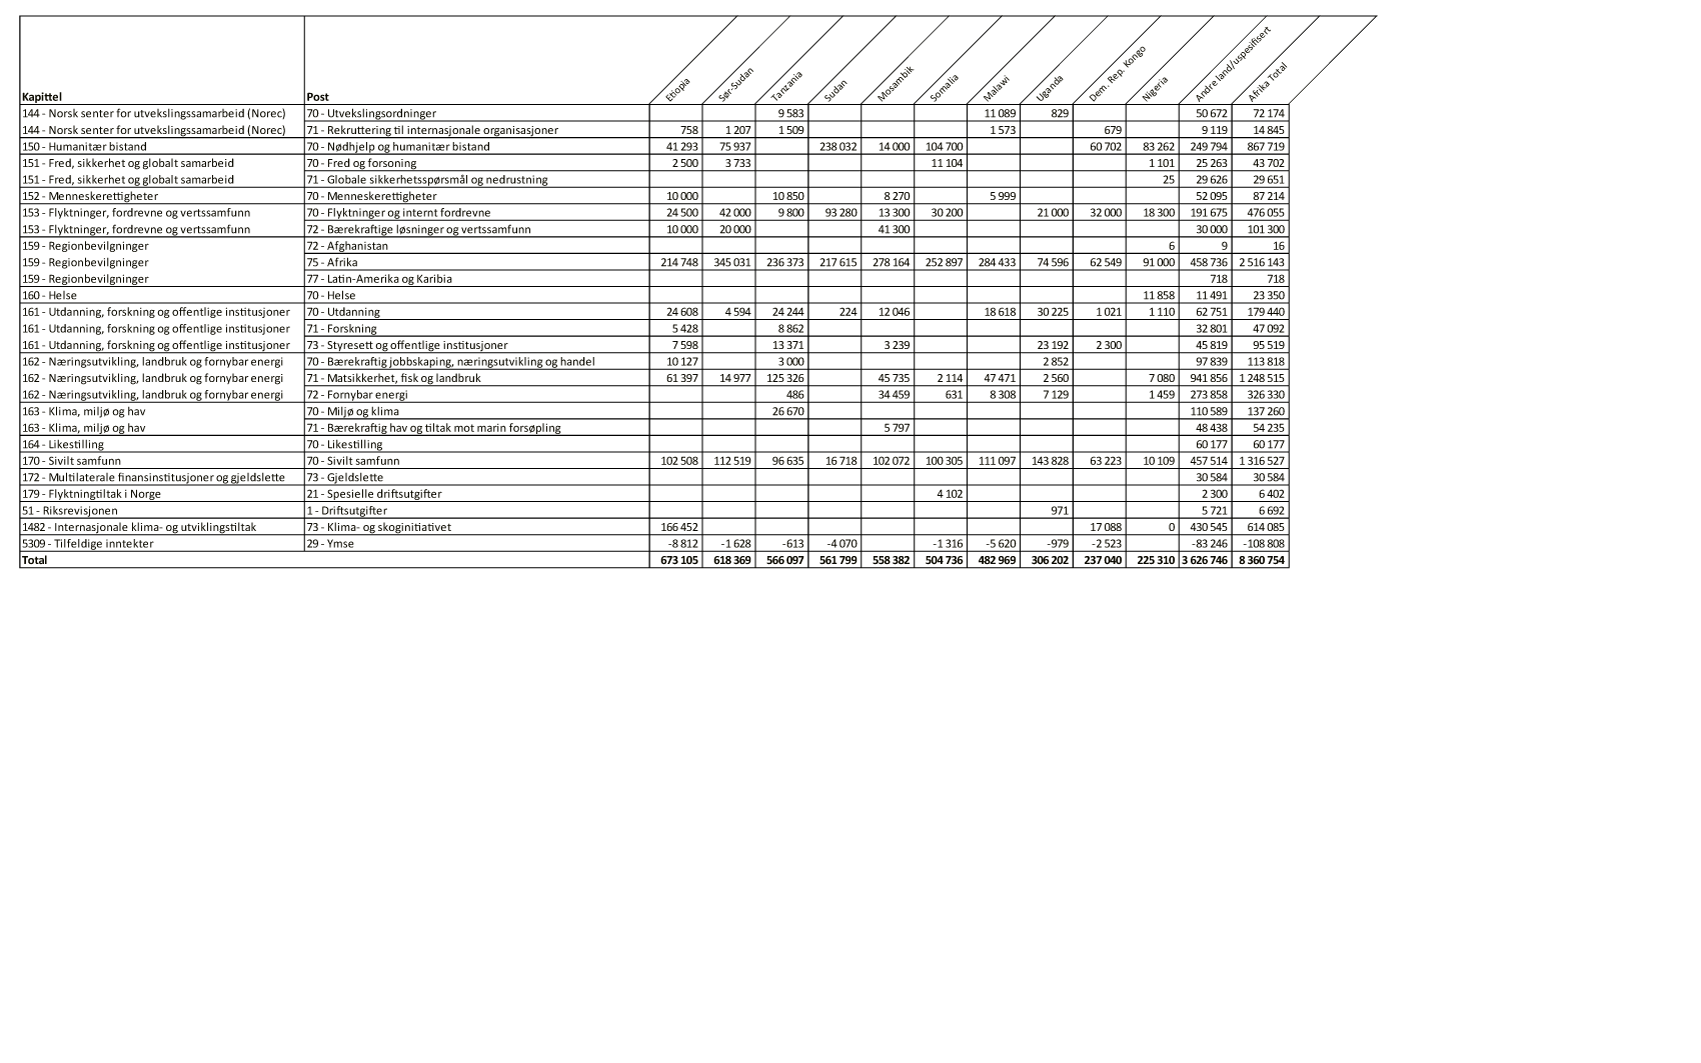 Kapittel Post Etiopia Sør-Sudan Tanzania Sudan Mosambik Somalia Malawi Uganda Dem. Rep. Kongo Nigeria Andre land/uspesifisert Afrika Total
144 - Norsk senter for utvekslingssamarbeid (Norec) 70 - Utvekslingsordninger 9 583 11 089 829 50 672 72 174
144 - Norsk senter for utvekslingssamarbeid (Norec) 71 - Rekruttering til internasjonale organisasjoner 758 1 207 1 509 1 573 679 9 119 14 845
150 - Humanitær bistand 70 - Nødhjelp og humanitær bistand 41 293 75 937 238 032 14 000 104 700 60 702 83 262 249 794 867 719
151 - Fred, sikkerhet og globalt samarbeid 70 - Fred og forsoning 2 500 3 733 11 104 1 101 25 263 43 702
151 - Fred, sikkerhet og globalt samarbeid 71 - Globale sikkerhetsspørsmål og nedrustning 25 29 626 29 651
152 - Menneskerettigheter 70 - Menneskerettigheter 10 000 10 850 8 270 5 999 52 095 87 214
153 - Flyktninger, fordrevne og vertssamfunn 70 - Flyktninger og internt fordrevne 24 500 42 000 9 800 93 280 13 300 30 200 21 000 32 000 18 300 191 675 476 055
153 - Flyktninger, fordrevne og vertssamfunn 72 - Bærekraftige løsninger og vertssamfunn 10 000 20 000 41 300 30 000 101 300
159 - Regionbevilgninger 72 - Afghanistan 6 9 16
159 - Regionbevilgninger 75 - Afrika 214 748 345 031 236 373 217 615 278 164 252 897 284 433 74 596 62 549 91 000 458 736 2 516 143
159 - Regionbevilgninger 77 - Latin-Amerika og Karibia 718 718
160 - Helse 70 - Helse 11 858 11 491 23 350
161 - Utdanning, forskning og offentlige institusjoner 70 - Utdanning 24 608 4 594 24 244 224 12 046 18 618 30 225 1 021 1 110 62 751 179 440
161 - Utdanning, forskning og offentlige institusjoner 71 - Forskning 5 428 8 862 32 801 47 092
161 - Utdanning, forskning og offentlige institusjoner 73 - Styresett og offentlige institusjoner 7 598 13 371 3 239 23 192 2 300 45 819 95 519
162 - Næringsutvikling, landbruk og fornybar energi 70 - Bærekraftig jobbskaping, næringsutvikling og handel 10 127 3 000 2 852 97 839 113 818
162 - Næringsutvikling, landbruk og fornybar energi 71 - Matsikkerhet, fisk og landbruk 61 397 14 977 125 326 45 735 2 114 47 471 2 560 7 080 941 856 1 248 515
162 - Næringsutvikling, landbruk og fornybar energi 72 - Fornybar energi 486 34 459 631 8 308 7 129 1 459 273 858 326 330
163 - Klima, miljø og hav 70 - Miljø og klima 26 670 110 589 137 260
163 - Klima, miljø og hav 71 - Bærekraftig hav og tiltak mot marin forsøpling 5 797 48 438 54 235
164 - Likestilling 70 - Likestilling 60 177 60 177
170 - Sivilt samfunn 70 - Sivilt samfunn 102 508 112 519 96 635 16 718 102 072 100 305 111 097 143 828 63 223 10 109 457 514 1 316 527
172 - Multilaterale finansinstitusjoner og gjeldslette 73 - Gjeldslette 30 584 30 584
179 - Flyktningtiltak i Norge 21 - Spesielle driftsutgifter 4 102 2 300 6 402
51 - Riksrevisjonen 1 - Driftsutgifter 971 5 721 6 692
1482 - Internasjonale klima- og utviklingstiltak 73 - Klima- og skoginitiativet 166 452 17 088 0 430 545 614 085
5309 - Tilfeldige inntekter 29 - Ymse -8 812 -1 628 -613 -4 070 -1 316 -5 620 -979 -2 523 -83 246 -108 808
Total 673 105 618 369 566 097 561 799 558 382 504 736 482 969 306 202 237 040 225 310 3 626 746 8 360 754